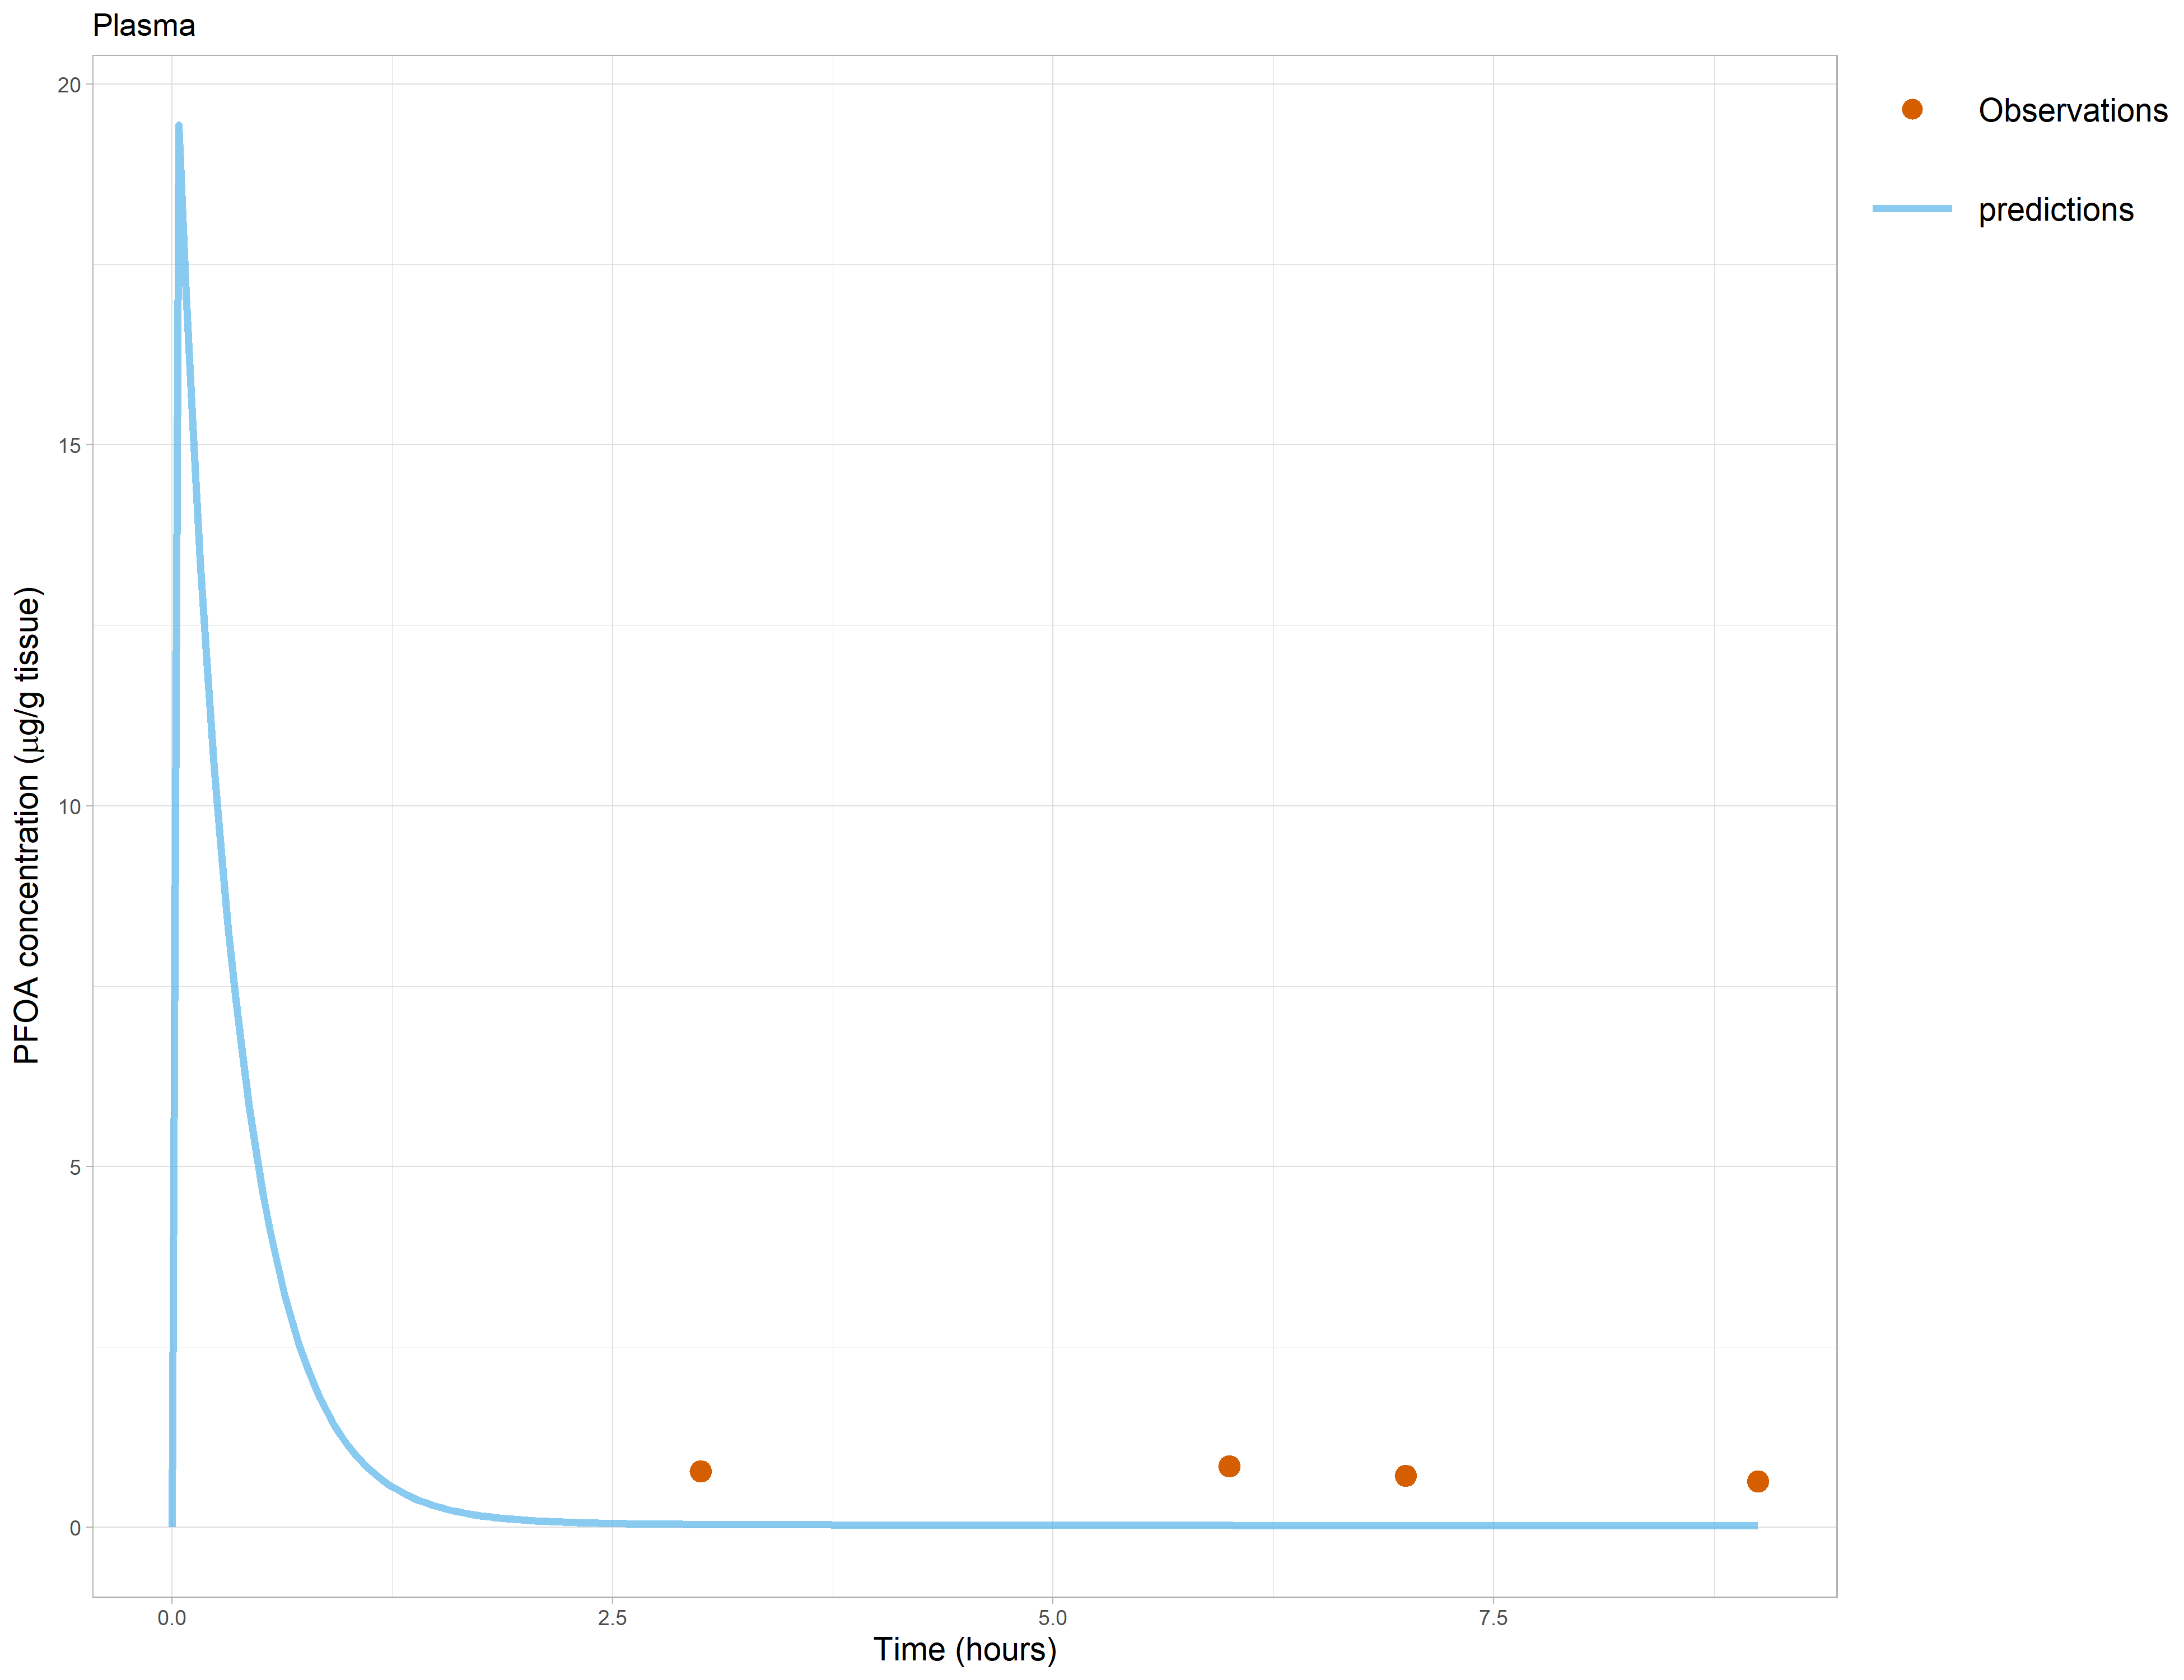 Plasma
20
15
10
5
0
PFOA concentration (μg/g tissue)
0.0
2.5
5.0
7.5
Time (hours)
Observations
predictions